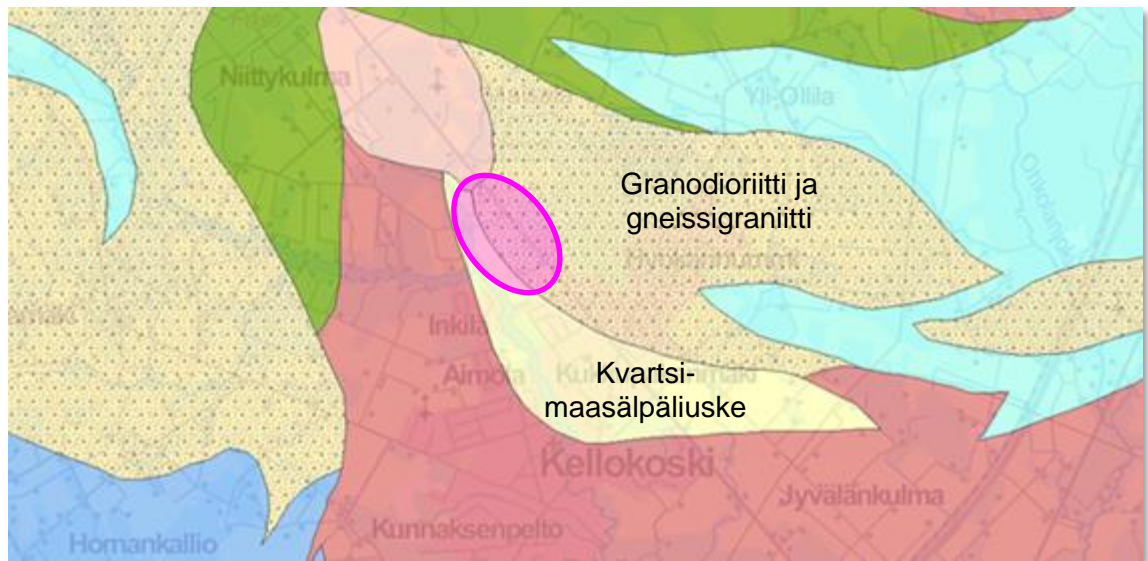 Niittykulma
Yli-Ollila
Granodioriitti ja
gneissigraniitti
Inkilä
Aimola
Kvartsi-
maasälpäliuske
Kellokoski
Jyvälänkulma
Kunnaksenpelto
Homankallio